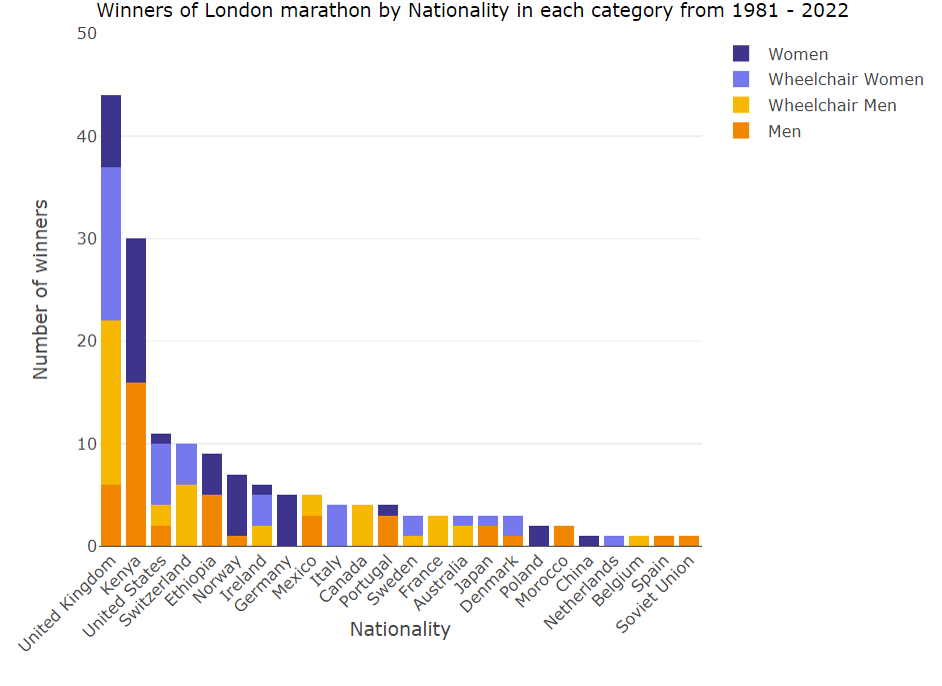 Winners of London marathon by Nationality in each category from 1981 - 2022
50
40
30
20
10
0
Number of winners
Women
Wheelchair Women
Wheelchair Men
Men
United Kingdom
Kenya
United States
Switzerland
Ethiopia
Norway
Ireland
Germany
Mexico
Italy
Canada
Portugal
Sweden
France
Australia
Japan
Denmark
Poland
Morocco
China
Netherlands
Belgium
Spain
Soviet Union
Nationality